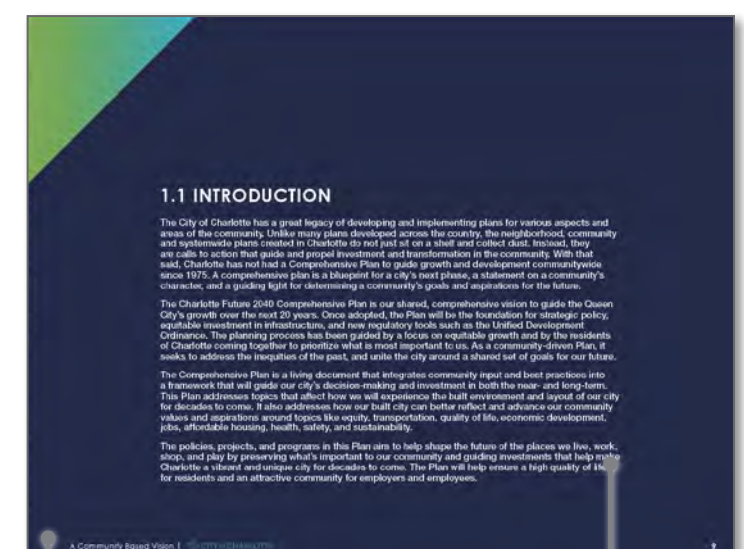 1.1 INTRODUCTION
The City of Charlotte has a great legacy of developing and implementing plans for various aspects and
areas of the community. Unlike many plans developed across the country, the neighborhood, community
and systemwide plans created in Charlotte do not just sit on a shelf and collect dust. Instead, they
are calls to action that guide and propel investment and transformation in the community. With that
said, Charlotte has not had a Comprehensive Plan to guide growth and development communitywide
since 1975. A comprehensive plan is a blueprint for a city's next phase, a statement on a community's
character, and a guiding light for determining a community's goals and aspirations for the future.
The Charlotte Future 2040 Comprehensive Plan is our shared, comprehensive vision to guide the Queen
City's growth over the next 20 years. Once adopted, the Plan will be the foundation for strategic policy,
equitable investment in infrastructure, and new regulatory tools such as the Unified Development
Ordinance. The planning process has been guided by a focus on equitable growth and by the residents
of Charlotte coming together to prioritize what is most important to us. As a community-driven Plan, it
seeks to address the inequities of the past, and unite the city around a shared set of goals for our future.
The Comprehensive Plan is a living document that integrates community input and best practices into
a framework that will guide our city's decision-making and investment in both the near- and long-term.
This Plan addresses topics that affect how we will experience the built environment and layout of our city
for decades to come. It also addresses how our built city can better reflect and advance our community
values and aspirations around topics like equity, transportation, quality of life, economic development,
jobs, affordable housing, health, safety, and sustainability.
The policies, projects, and programs in this Plan aim to help shape the future of the places we live, work,
shop, and play by preserving what's important to our community and guiding investments that help make
Charlotte a vibrant and unique city for decades to come. The Plan will help ensure a high quality of life
for residents and an attractive community for employers and employees.
A Community Based Vision | CITY of CHARLOTTE
9